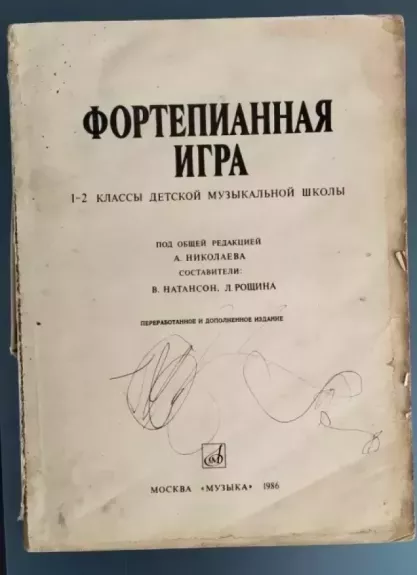 ФОРТЕПИАННАЯ
ИГРА
1–2 КЛАССЫ ДЕТСКОЙ МУЗЫКАЛЬНОЙ ШКОЛЫ
ПОД ОБЩЕЙ РЕДАКЦИЕЙ
А. НИКОЛАЕВА
СОСТАВИТЕЛИ:
В. НАТАНСОН, Л. РОЩИНА
ПЕРЕРАБОТАННОЕ И ДОПОЛНЕННОЕ ИЗДАНИЕ
МОСКВА «МУЗЫКА» 1986